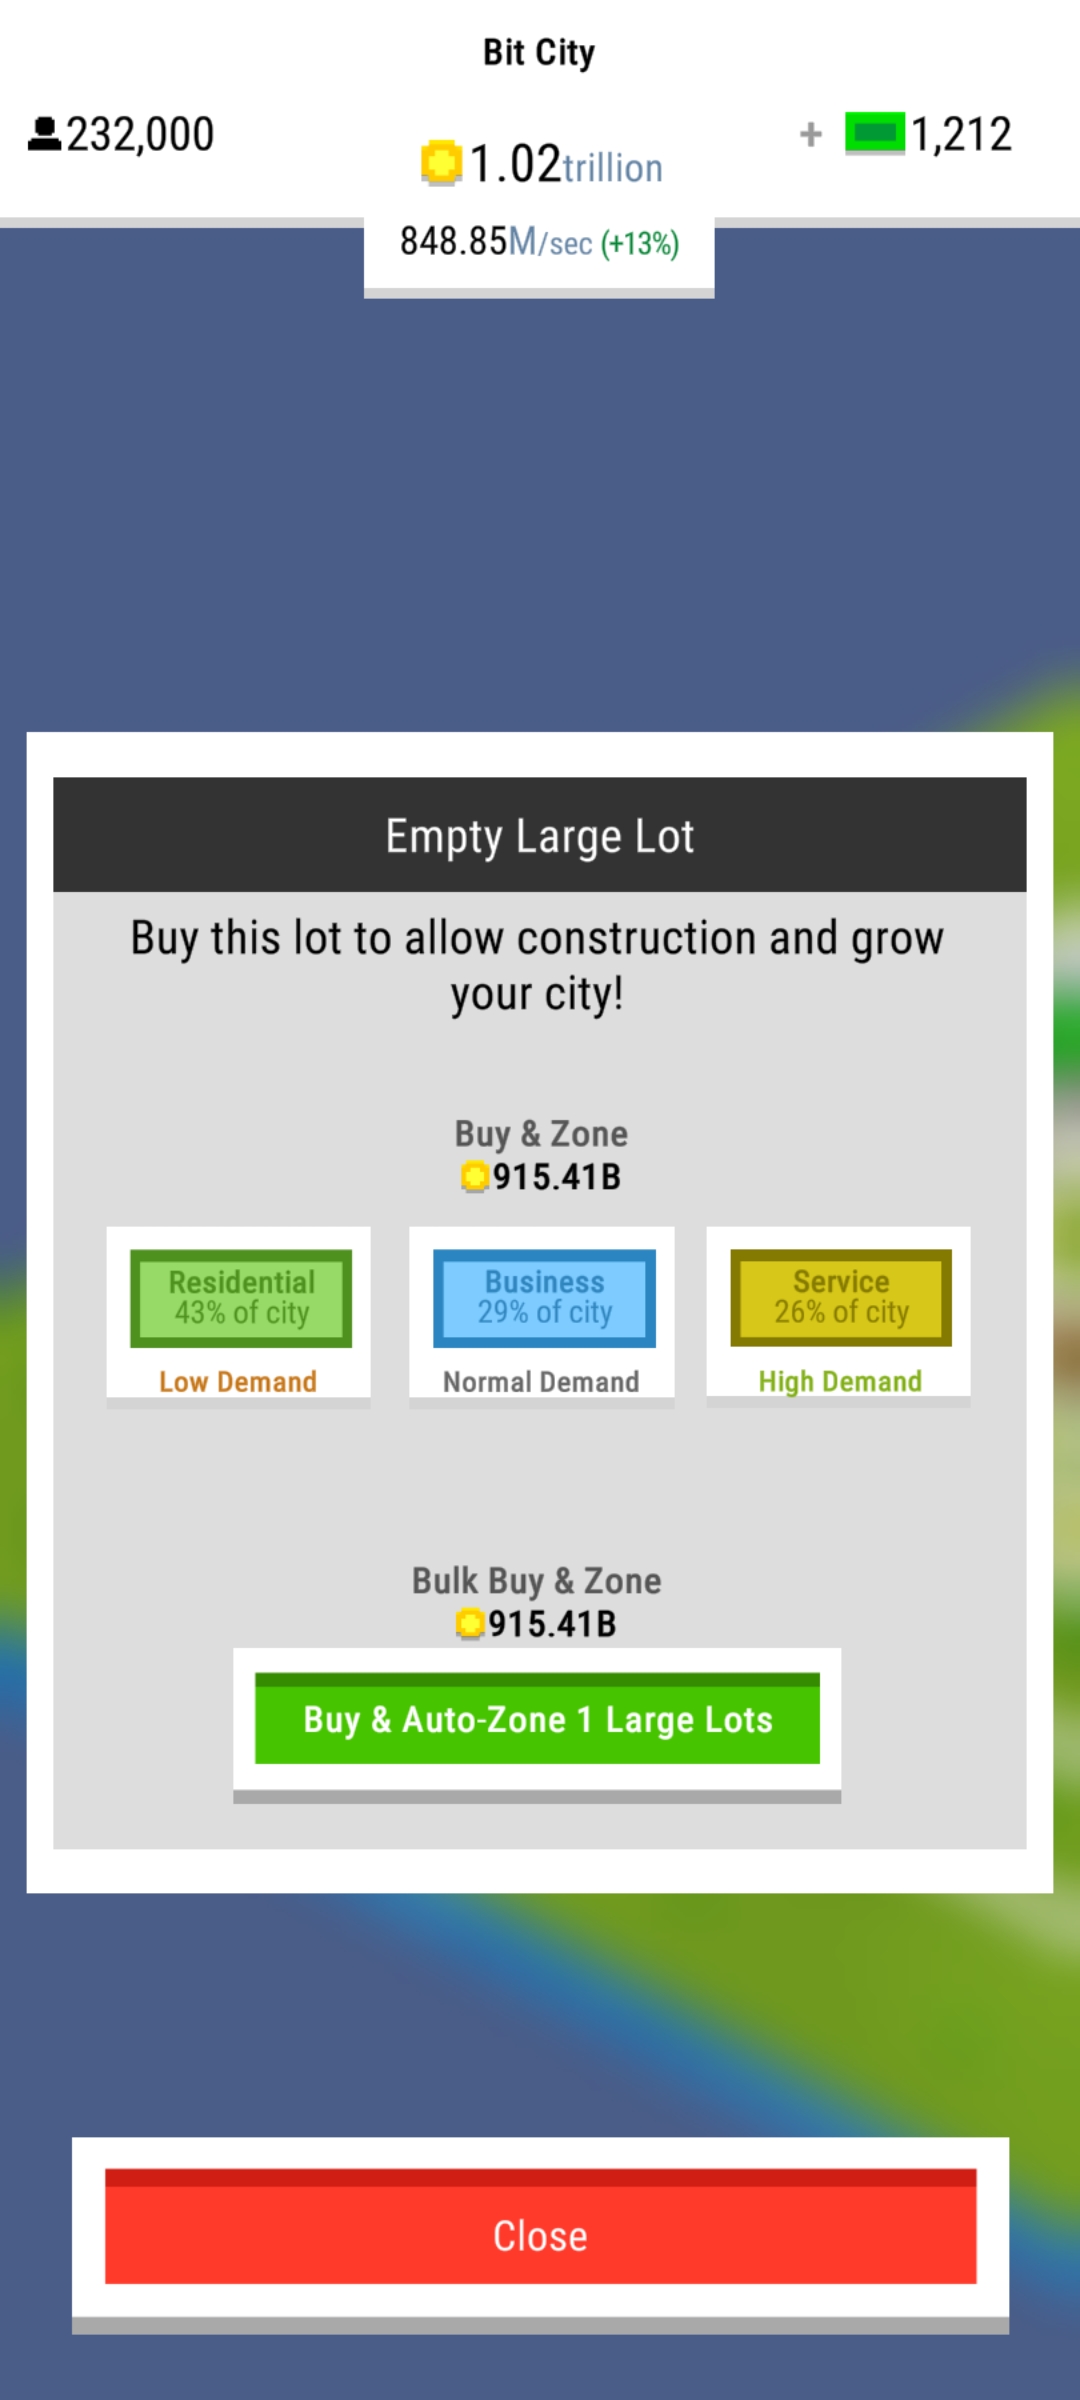 Bit City
232,000
1.02trillion
+ 1,212
848.85M/sec (+13%)
Empty Large Lot
Buy this lot to allow construction and grow
your city!
Buy & Zone
915.41B
Residential
43% of city
Low Demand
Business
29% of city
Normal Demand
Service
26% of city
High Demand
Bulk Buy & Zone
915.41B
Buy & Auto-Zone 1 Large Lots
Close